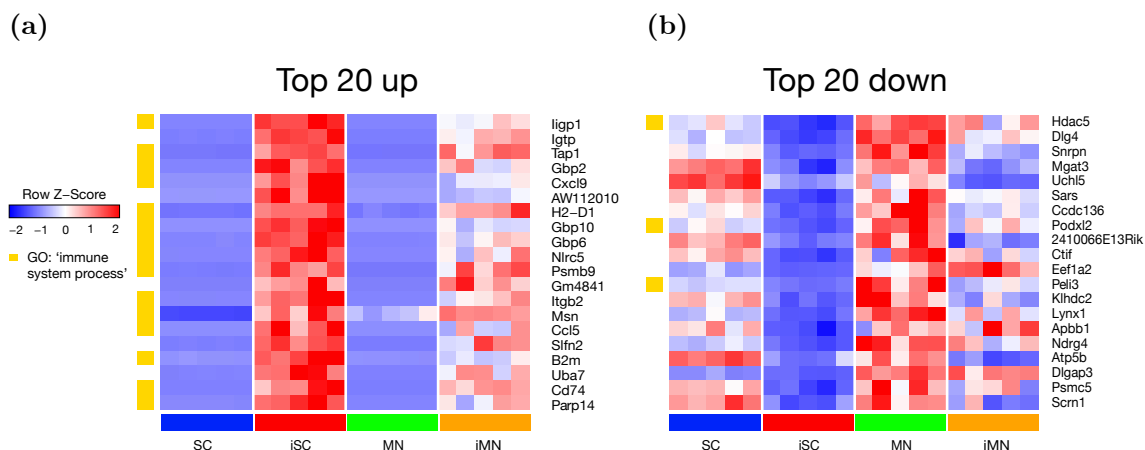 (a)
(b)
Top 20 up
Top 20 down
Row Z−Score
−2 −1 0 1 2
GO: ‘immune
system process’
Iigp1
Igtp
Tap1
Gbp2
Cxcl9
AW112010
H2−D1
Gbp10
Gbp6
Nlrc5
Psmb9
Gm4841
Itgb2
Msn
Ccl5
Slfn2
B2m
Uba7
Cd74
Parp14
SC iSC MN iMN
Hdac5
Dlg4
Snrpn
Mgat3
Uchl5
Sars
Ccdc136
Podxl2
2410066E13Rik
Ctif
Eef1a2
Peli3
Klhdc2
Lynx1
Apbb1
Ndrg4
Atp5b
Dlgap3
Psmc5
Scrn1
SC iSC MN iMN